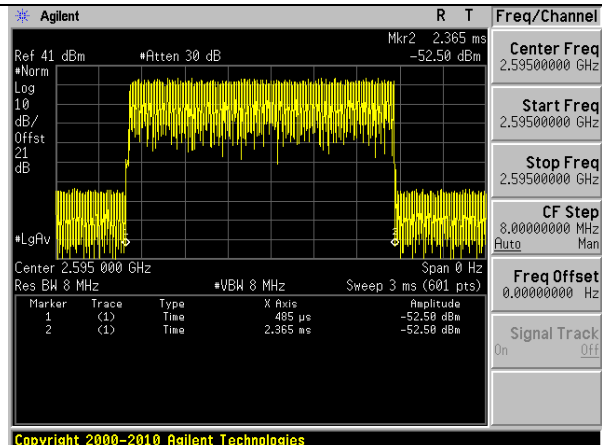 Agilent
R T
Freq/Channel
Mkr2 2.365 ms
Ref 41 dBm
#Atten 30 dB
-52.50 dBm
#Norm
Log
10
dB/
Offst
21
dB
#LgAv
Center 2.595 000 GHz
Span 0 Hz
Res BW 8 MHz
#VBW 8 MHz
Sweep 3 ms (601 pts)
Marker Trace Type X Axis Amplitude
1 (1) Time 485 µs -52.50 dBm
2 (1) Time 2.365 ms -52.50 dBm
Center Freq
2.59500000 GHz
Start Freq
2.59500000 GHz
Stop Freq
2.59500000 GHz
CF Step
8.00000000 MHz
Auto Man
Freq Offset
0.00000000 Hz
Signal Track
On Off
Copyright 2000-2010 Agilent Technologies